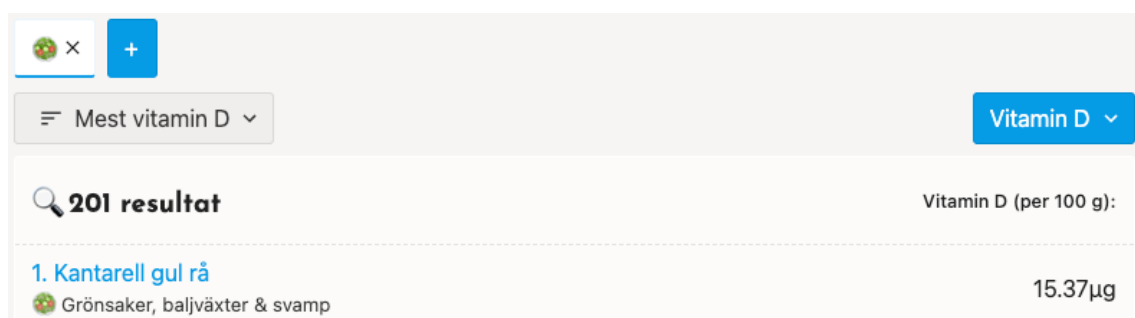 +
Mest vitamin D
Vitamin D
201 resultat
Vitamin D (per 100 g):
1. Kantarell gul rå
15.37µg
Grönsaker, baljväxter & svamp